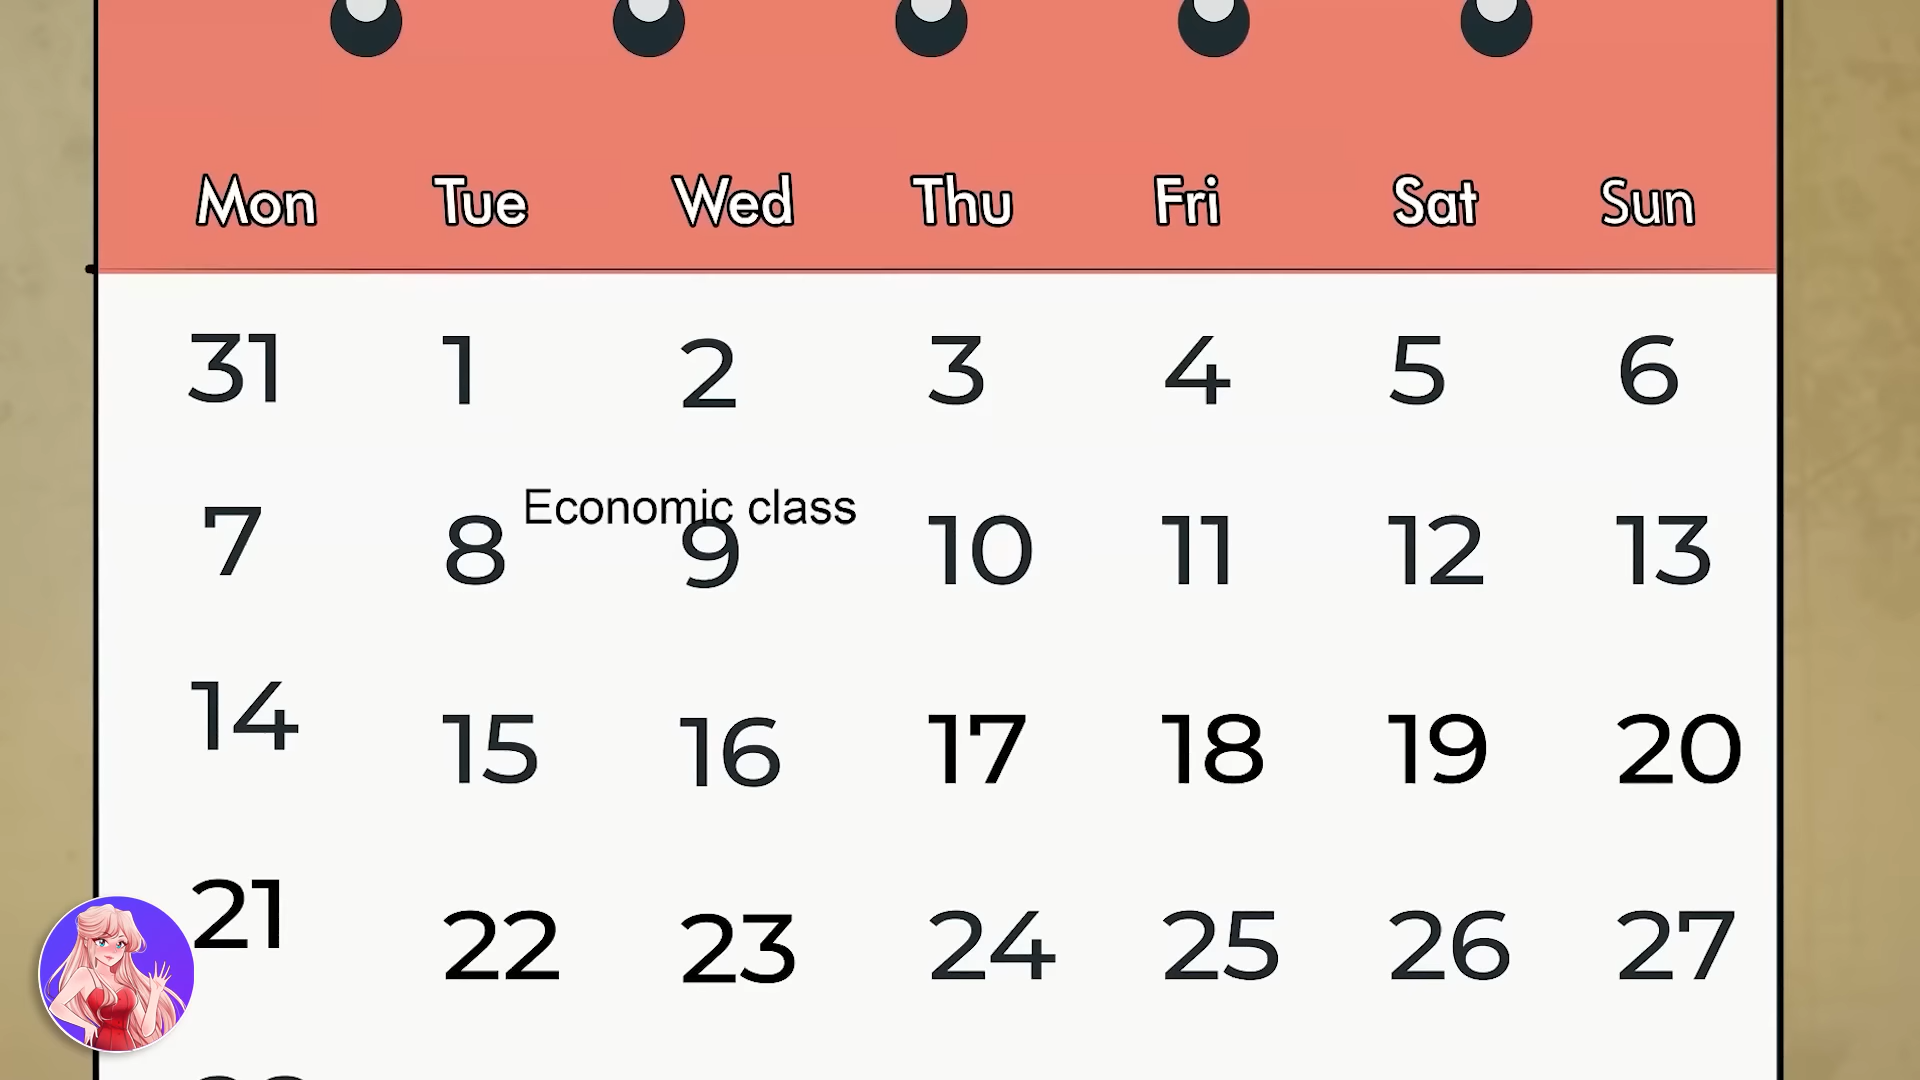 Mon Tue Wed Thu Fri Sat Sun
31 1 2 3 4 5 6
Economic class
7 8 9 10 11 12 13
14 15 16 17 18 19 20
21 22 23 24 25 26 27